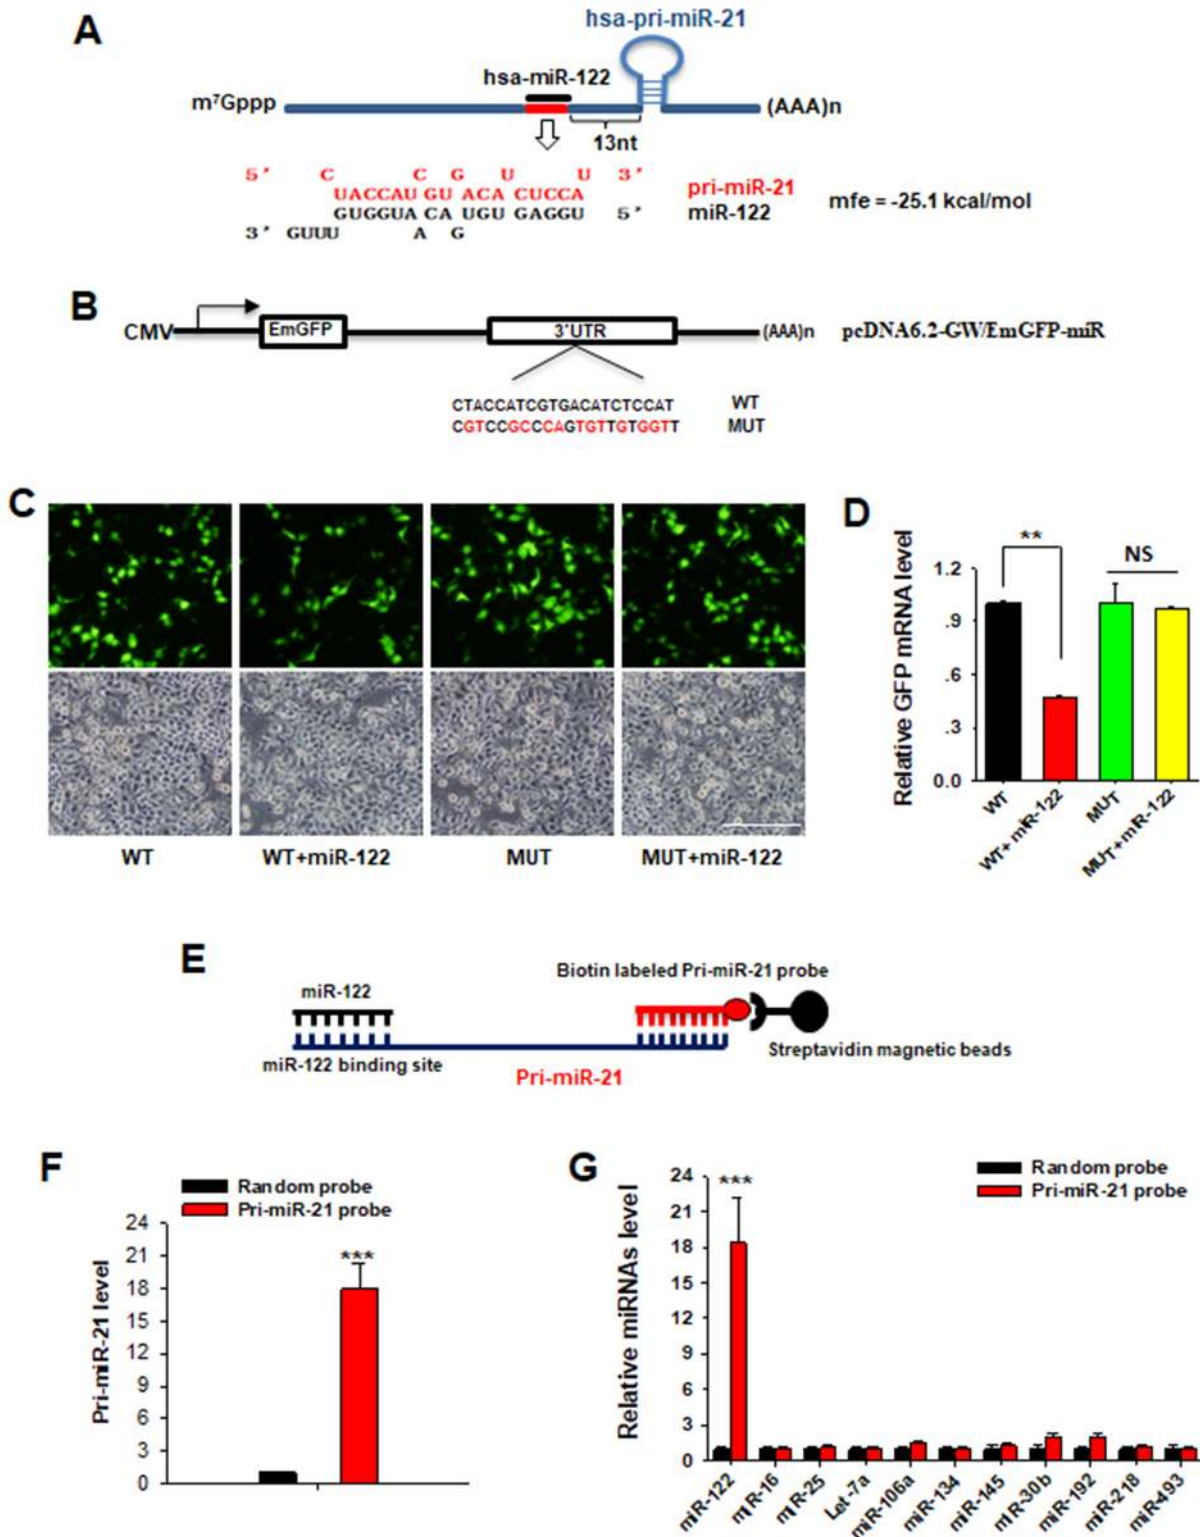 A
hsa-pri-miR-21
hsa-miR-122
m⁷Gppp
(AAA)n
13nt
5' C C G U U 3'
UACCAU GU ACA CUCCA
pri-miR-21
GUGGUA CA UGU GAGGU 5'
miR-122
mfe = -25.1 kcal/mol
3' GUUU A G
B
CMV
EmGFP
3'UTR
(AAA)n
pcDNA6.2-GW/EmGFP-miR
CTACCATCGTGACATCTCCAT WT
CGTCCGCCCAGTGTTGTGGTT MUT
C
WT
WT+miR-122
MUT
MUT+miR-122
D
Relative GFP mRNA level
**
NS
1.2
.9
.6
.3
0.0
WT
WT+miR-122
MUT
MUT+miR-122
E
Biotin labeled Pri-miR-21 probe
miR-122
miR-122 binding site
Pri-miR-21
Streptavidin magnetic beads
F
Random probe
Pri-miR-21 probe
Pri-miR-21 level
24
21
18
15
12
9
6
3
0
***
G
Random probe
Pri-miR-21 probe
Relative miRNAs level
24
21
18
15
12
9
6
3
0
***
miR-122
miR-16
miR-25
Let-7a
miR-106a
miR-134
miR-145
miR-30b
miR-192
miR-218
miR-493